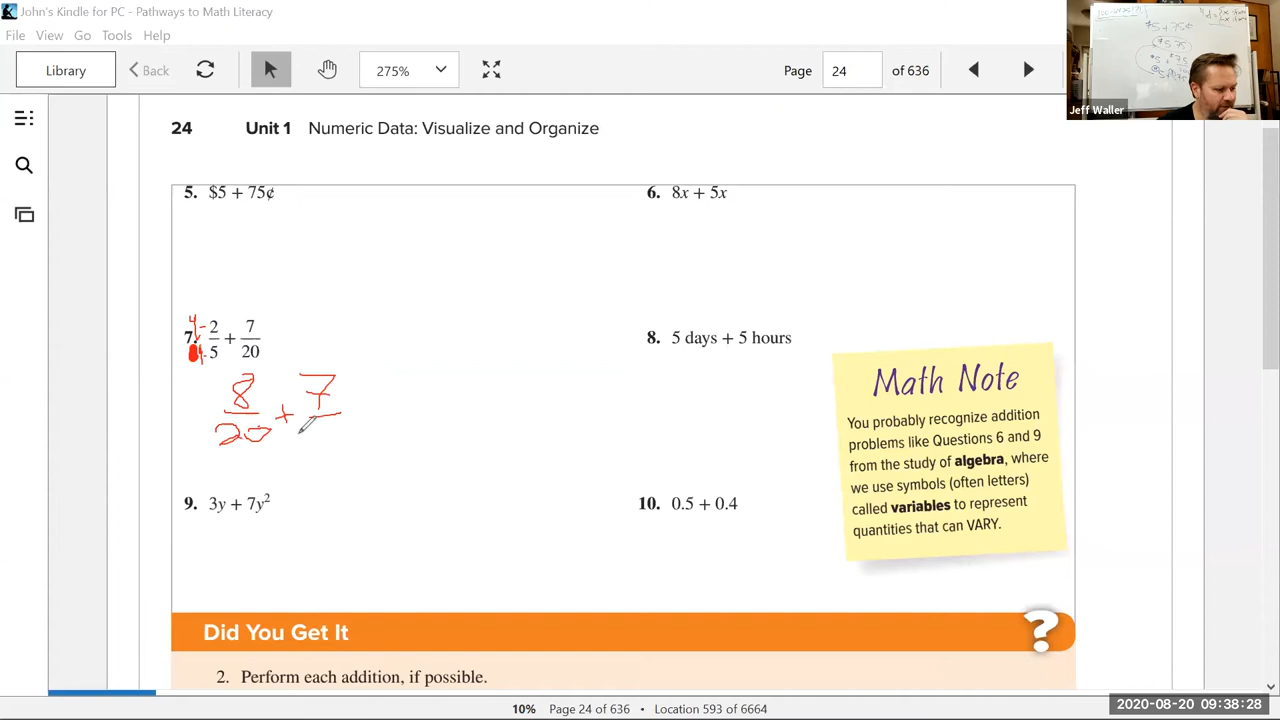 John's Kindle for PC - Pathways to Math Literacy
File View Go Tools Help
Library Back 275% Page 24 of 636
24 Unit 1 Numeric Data: Visualize and Organize
5. $5 + 75¢ 6. 8x + 5x
7. 4· 2/4· 5 + 7/20 8. 5 days + 5 hours
8/20 + 7
Math Note
You probably recognize addition
problems like Questions 6 and 9
from the study of algebra, where
we use symbols (often letters)
called variables to represent
quantities that can VARY.
9. 3y + 7y² 10. 0.5 + 0.4
Did You Get It ?
2. Perform each addition, if possible.
10% Page 24 of 636 Location 593 of 6664
2020-08-20 09:38:28
$5 + 75¢
Jeff Waller